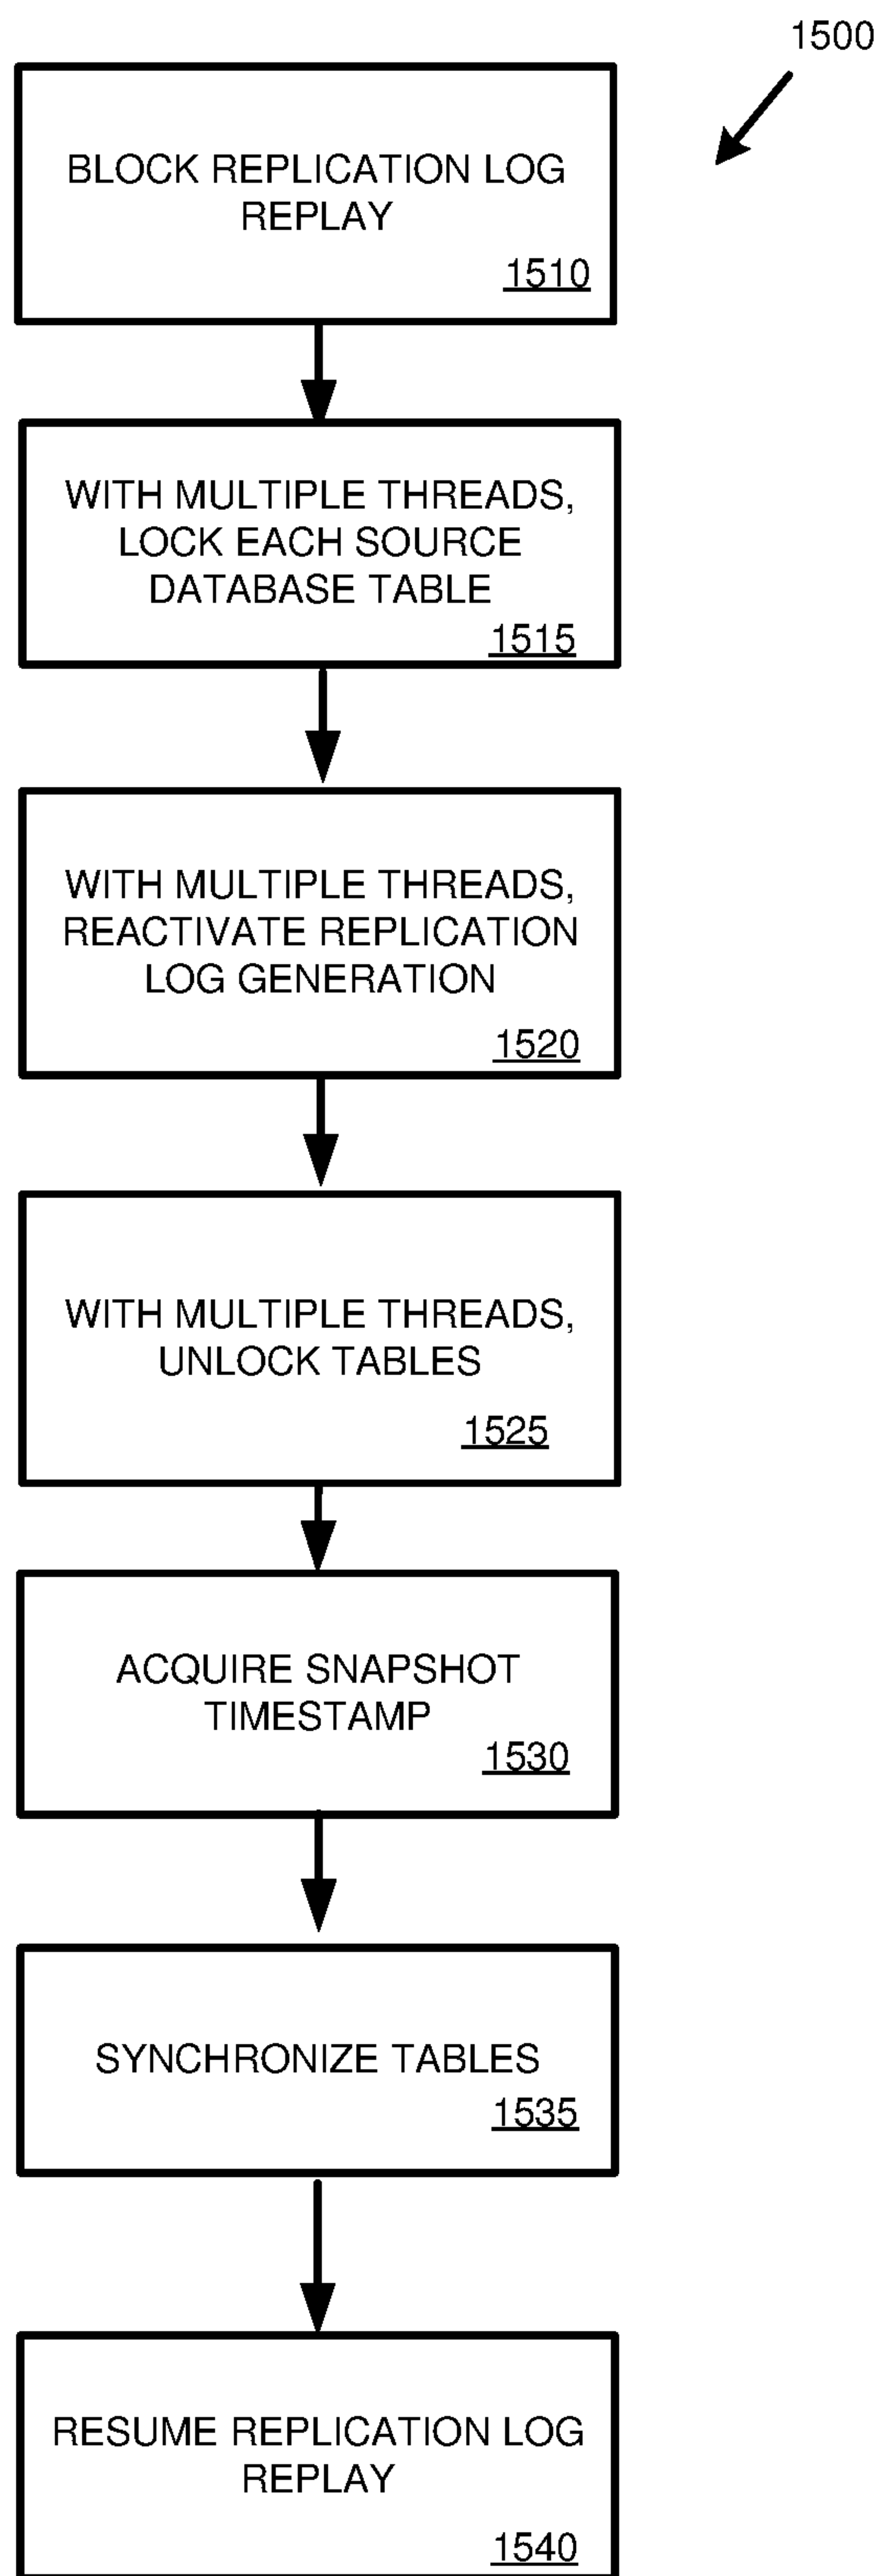 1500
BLOCK REPLICATION LOG
REPLAY
1510
WITH MULTIPLE THREADS,
LOCK EACH SOURCE
DATABASE TABLE
1515
WITH MULTIPLE THREADS,
REACTIVATE REPLICATION
LOG GENERATION
1520
WITH MULTIPLE THREADS,
UNLOCK TABLES
1525
ACQUIRE SNAPSHOT
TIMESTAMP
1530
SYNCHRONIZE TABLES
1535
RESUME REPLICATION LOG
REPLAY
1540